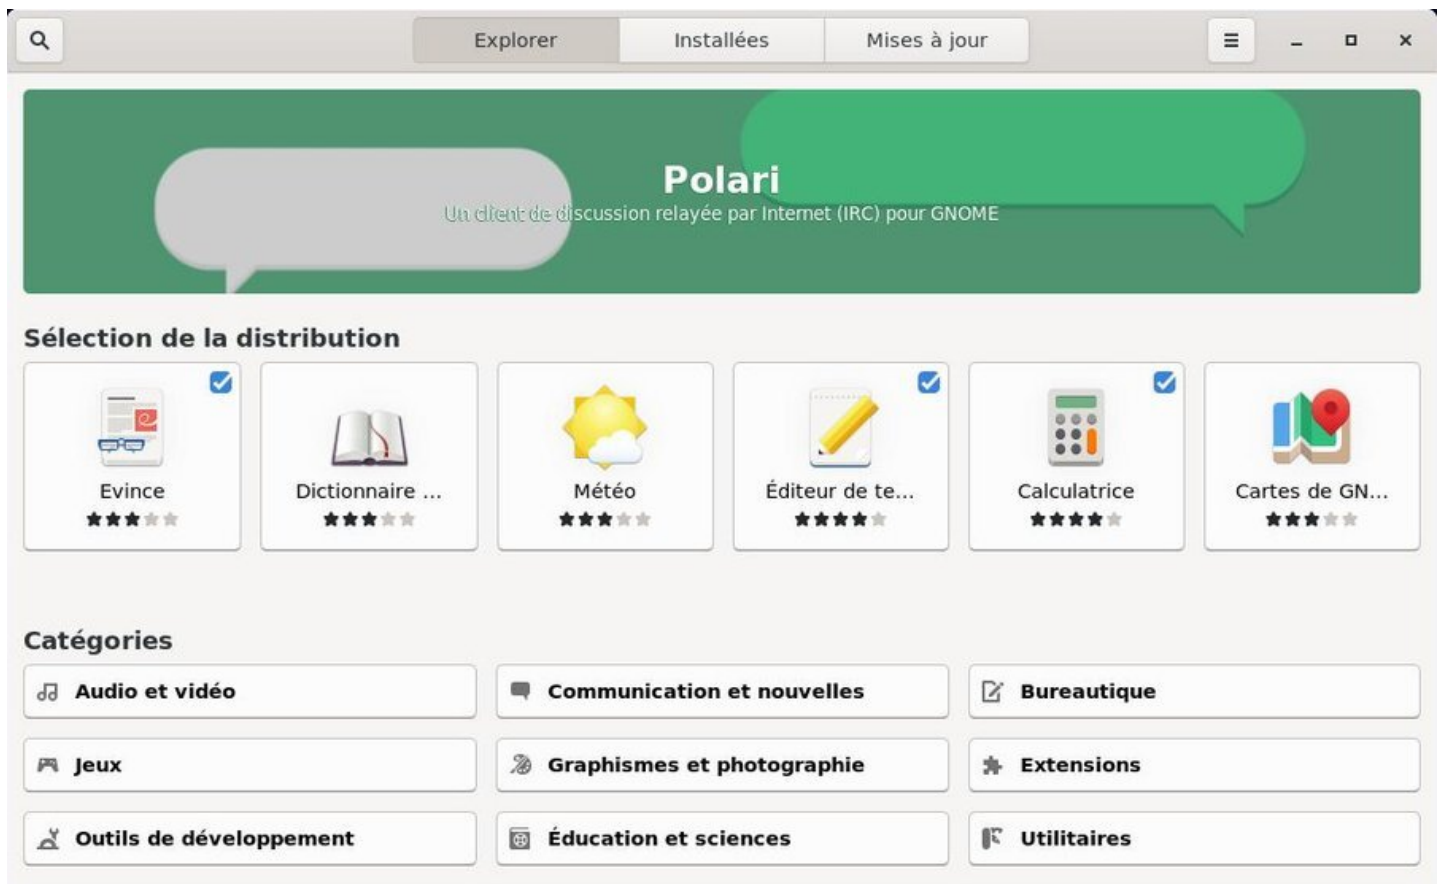 Explorer Installées Mises à jour
Polari
Un client de discussion relayée par Internet (IRC) pour GNOME
Sélection de la distribution
Evince Dictionnaire ... Météo Éditeur de te... Calculatrice Cartes de GN...
Catégories
Audio et vidéo Communication et nouvelles Bureautique
Jeux Graphismes et photographie Extensions
Outils de développement Éducation et sciences Utilitaires